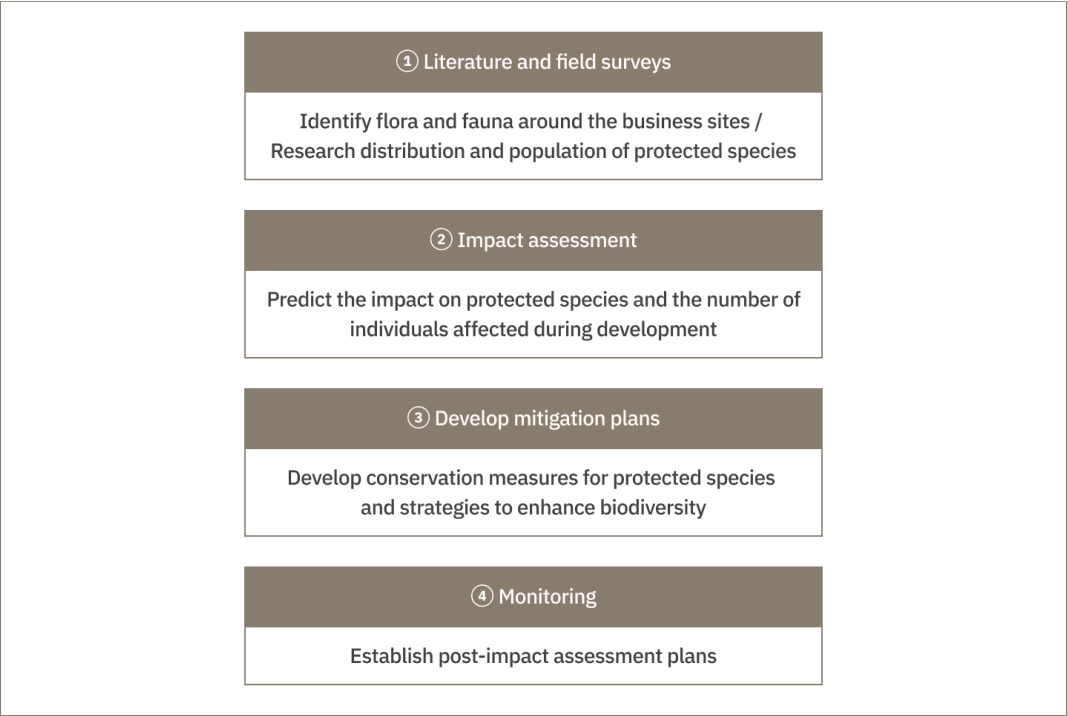 ① Literature and field surveys
Identify flora and fauna around the business sites /
Research distribution and population of protected species
② Impact assessment
Predict the impact on protected species and the number of
individuals affected during development
③ Develop mitigation plans
Develop conservation measures for protected species
and strategies to enhance biodiversity
④ Monitoring
Establish post-impact assessment plans